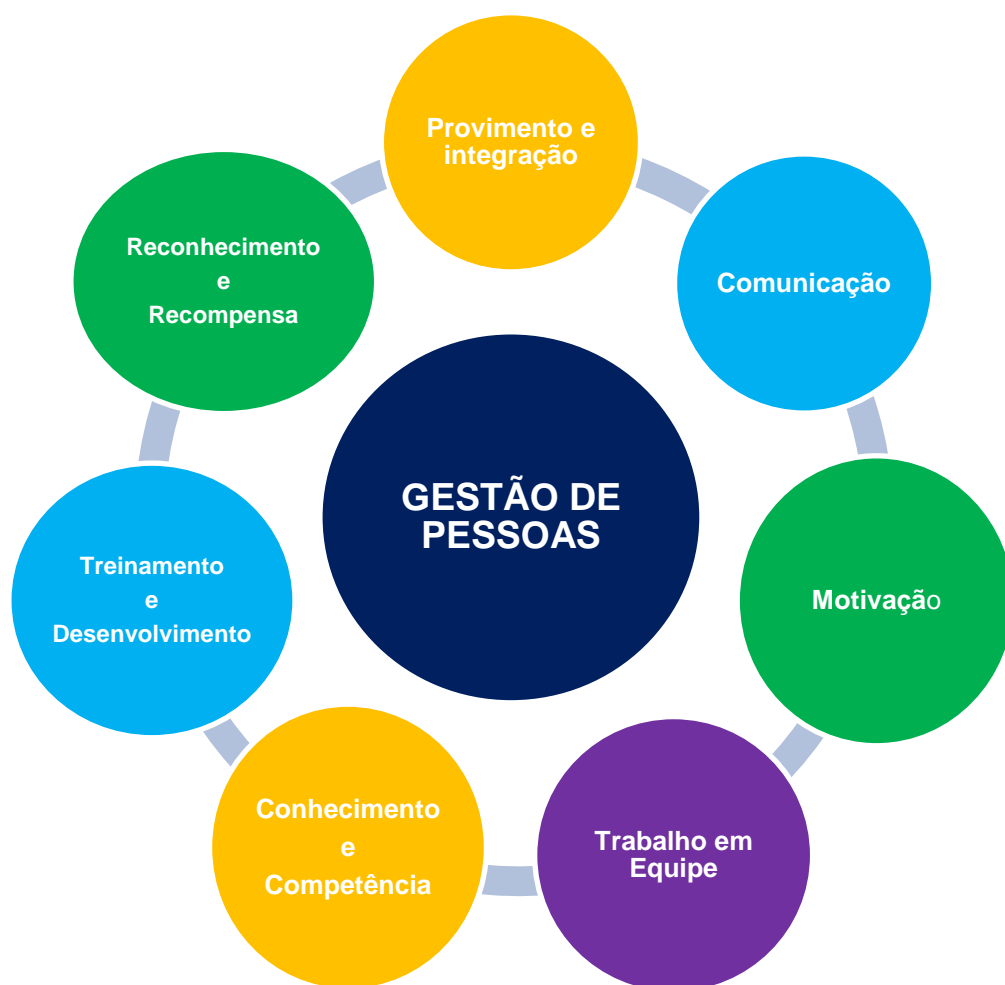 Provimento e
integração
Comunicação
Motivação
Trabalho em
Equipe
Conhecimento
e
Competência
Treinamento
e
Desenvolvimento
Reconhecimento
e
Recompensa
GESTÃO DE
PESSOAS